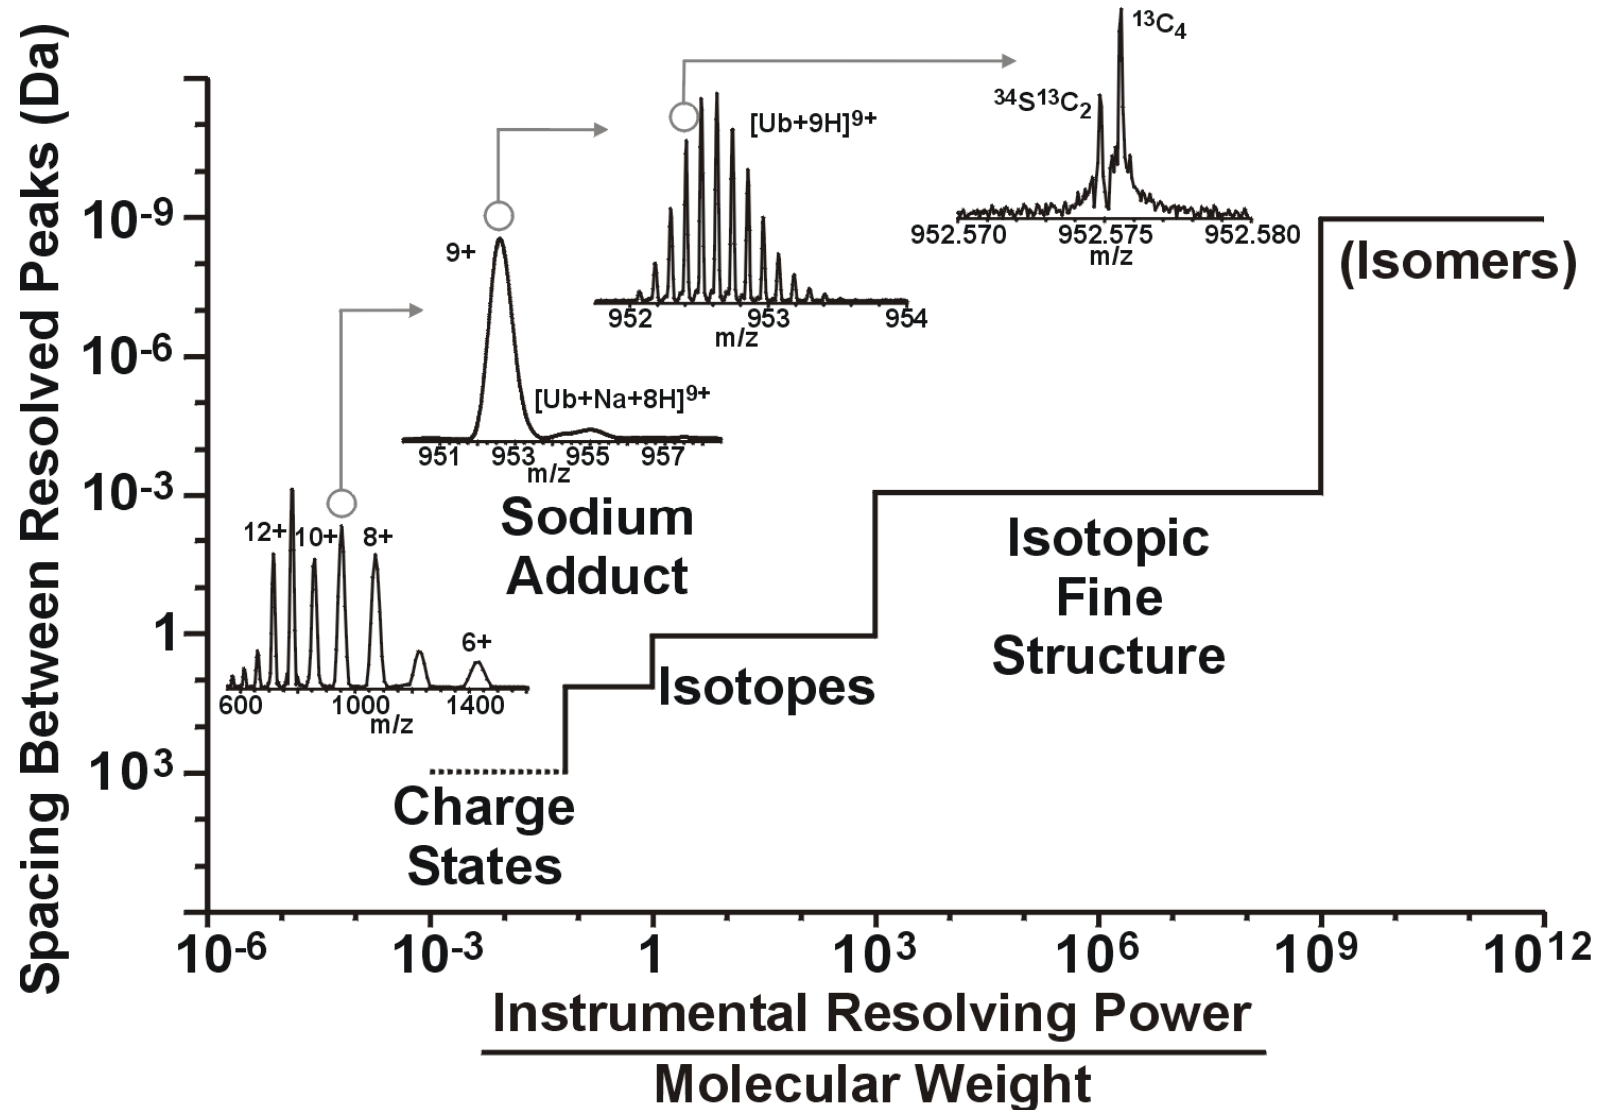 Spacing Between Resolved Peaks (Da)
10-9
10-6
10-3
1
103
12+
10+
8+
6+
600
1000
1400
m/z
Charge
States
9+
[Ub+Na+8H]9+
951
953
955
957
m/z
Sodium
Adduct
[Ub+9H]9+
952
953
954
m/z
Isotopes
34S13C2
13C4
952.570
952.575
952.580
m/z
Isotopic
Fine
Structure
(Isomers)
10-6
10-3
1
103
106
109
1012
Instrumental Resolving Power
Molecular Weight